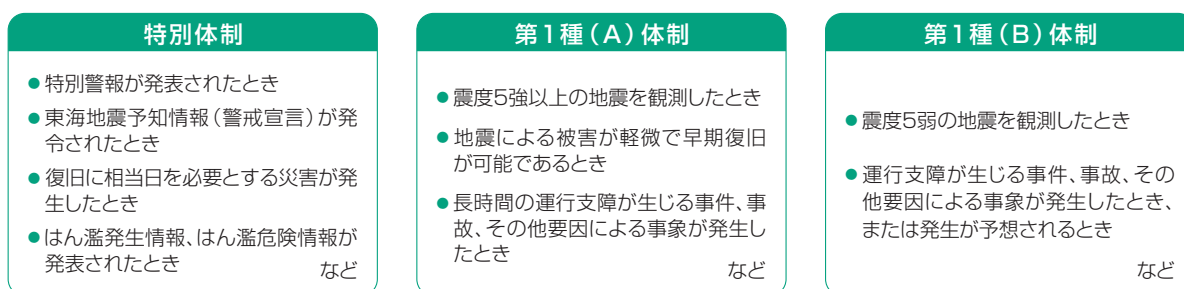 特別体制
●特別警報が発表されたとき
●東海地震予知情報（警戒宣言）が発
令されたとき
●復旧に相当日を必要とする災害が発
生したとき
●はん濫発生情報、はん濫危険情報が
発表されたとき
など
第1種（A）体制
●震度5強以上の地震を観測したとき
●地震による被害が軽微で早期復旧
が可能であるとき
●長時間の運行支障が生じる事件、事
故、その他要因による事象が発生し
たとき
など
第1種（B）体制
●震度5弱の地震を観測したとき
●運行支障が生じる事件、事故、その
他要因による事象が発生したとき、
または発生が予想されるとき
など